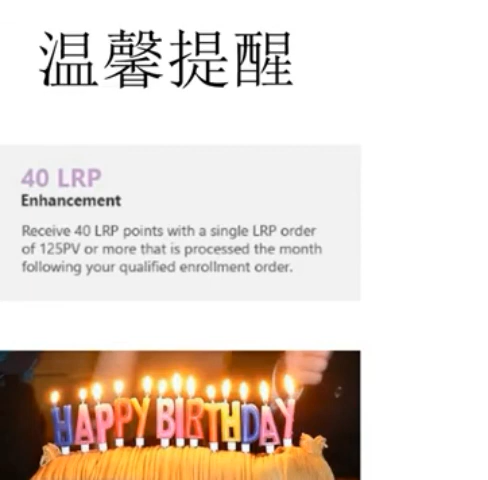 温馨提醒
40 LRP
Enhancement
Receive 40 LRP points with a single LRP order
of 125PV or more that is processed the month
following your qualified enrollment order.
HAPPY BIRTHDAY